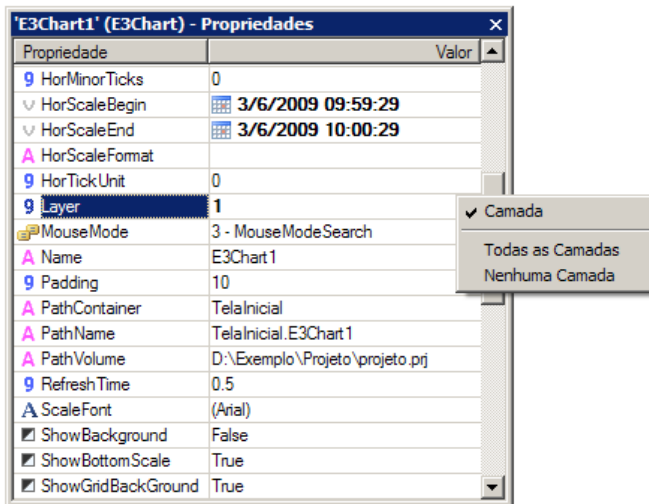 'E3Chart1' (E3Chart) - Propriedades
Propriedade Valor
HorMinorTicks 0
HorScaleBegin 3/6/2009 09:59:29
HorScaleEnd 3/6/2009 10:00:29
HorScaleFormat
HorTickUnit 0
Layer 1
MouseMode 3 - MouseModeSearch
Name E3Chart1
Padding 10
PathContainer TelaInicial
PathName TelaInicial.E3Chart1
PathVolume D:\Exemplo\Projeto\projeto.prj
RefreshTime 0.5
ScaleFont (Arial)
ShowBackground False
ShowBottomScale True
ShowGridBackGround True
Camada
Todas as Camadas
Nenhuma Camada